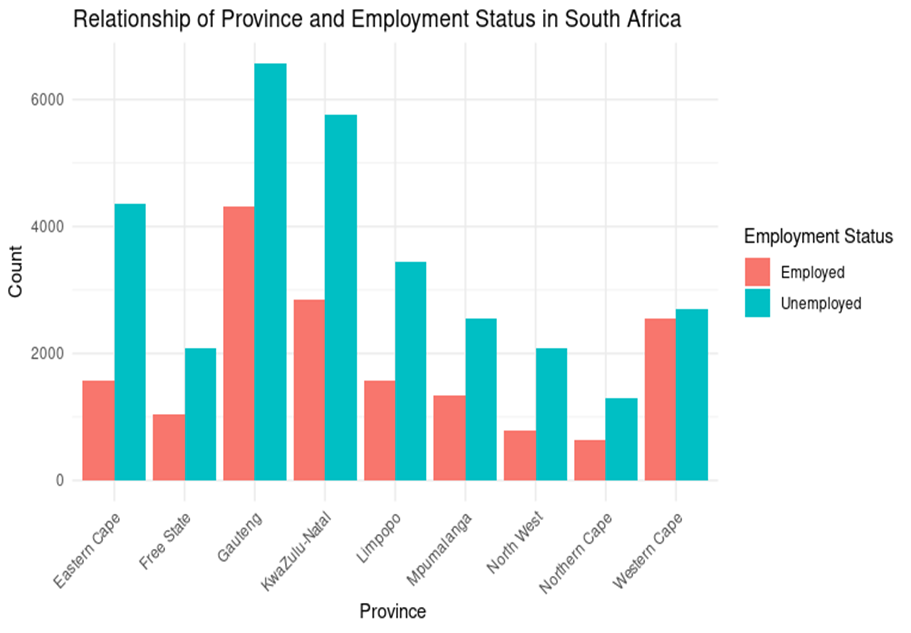 Relationship of Province and Employment Status in South Africa
Count
6000
4000
2000
0
Eastern Cape
Free State
Gauteng
KwaZulu-Natal
Limpopo
Mpumalanga
North West
Northern Cape
Western Cape
Province
Employment Status
Employed
Unemployed